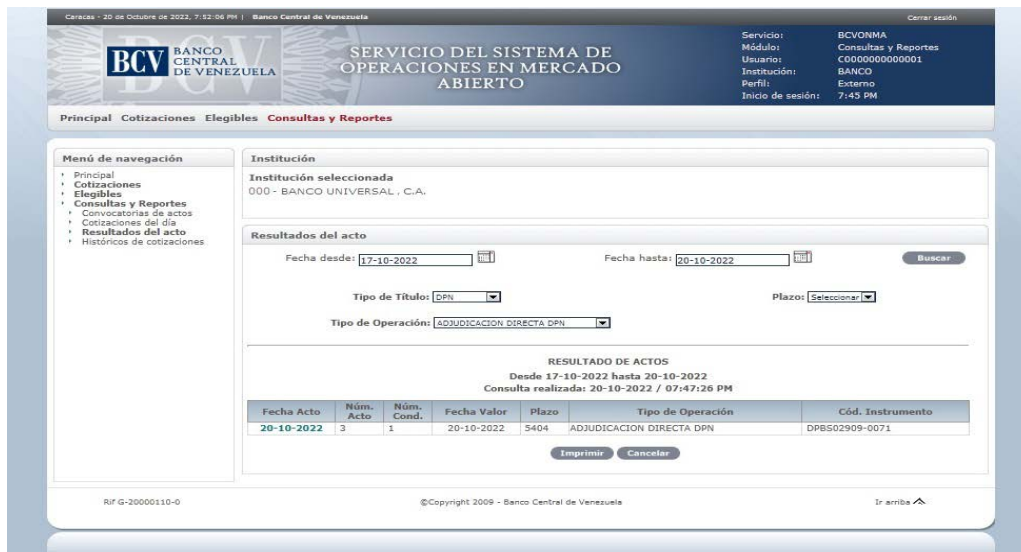 Caracas - 20 de Octubre de 2022, 7:52:06 PM | Banco Central de Venezuela
Cerrar sesión
BCV BANCO CENTRAL DE VENEZUELA
SERVICIO DEL SISTEMA DE
OPERACIONES EN MERCADO
ABIERTO
Servicio: BCVONMA
Módulo: Consultas y Reportes
Usuario: C0000000000001
Institución: BANCO
Perfil: Externo
Inicio de sesión: 7:45 PM
Principal Cotizaciones Elegibles Consultas y Reportes
Menú de navegación
Principal
Cotizaciones
Elegibles
Consultas y Reportes
Convocatorias de actos
Cotizaciones del día
Resultados del acto
Históricos de cotizaciones
Institución
Institución seleccionada
000 - BANCO UNIVERSAL , C.A.
Resultados del acto
Fecha desde: 17-10-2022 Fecha hasta: 20-10-2022 Buscar
Tipo de Título: DPN Plazo: Seleccionar
Tipo de Operación: ADJUDICACION DIRECTA DPN
RESULTADO DE ACTOS
Desde 17-10-2022 hasta 20-10-2022
Consulta realizada: 20-10-2022 / 07:47:26 PM
Fecha Acto Núm. Acto Núm. Cond. Fecha Valor Plazo Tipo de Operación Cód. Instrumento
20-10-2022 3 1 20-10-2022 5404 ADJUDICACION DIRECTA DPN DPBS02909-0071
Imprimir Cancelar
Rif G-20000110-0 ©Copyright 2009 - Banco Central de Venezuela Ir arriba